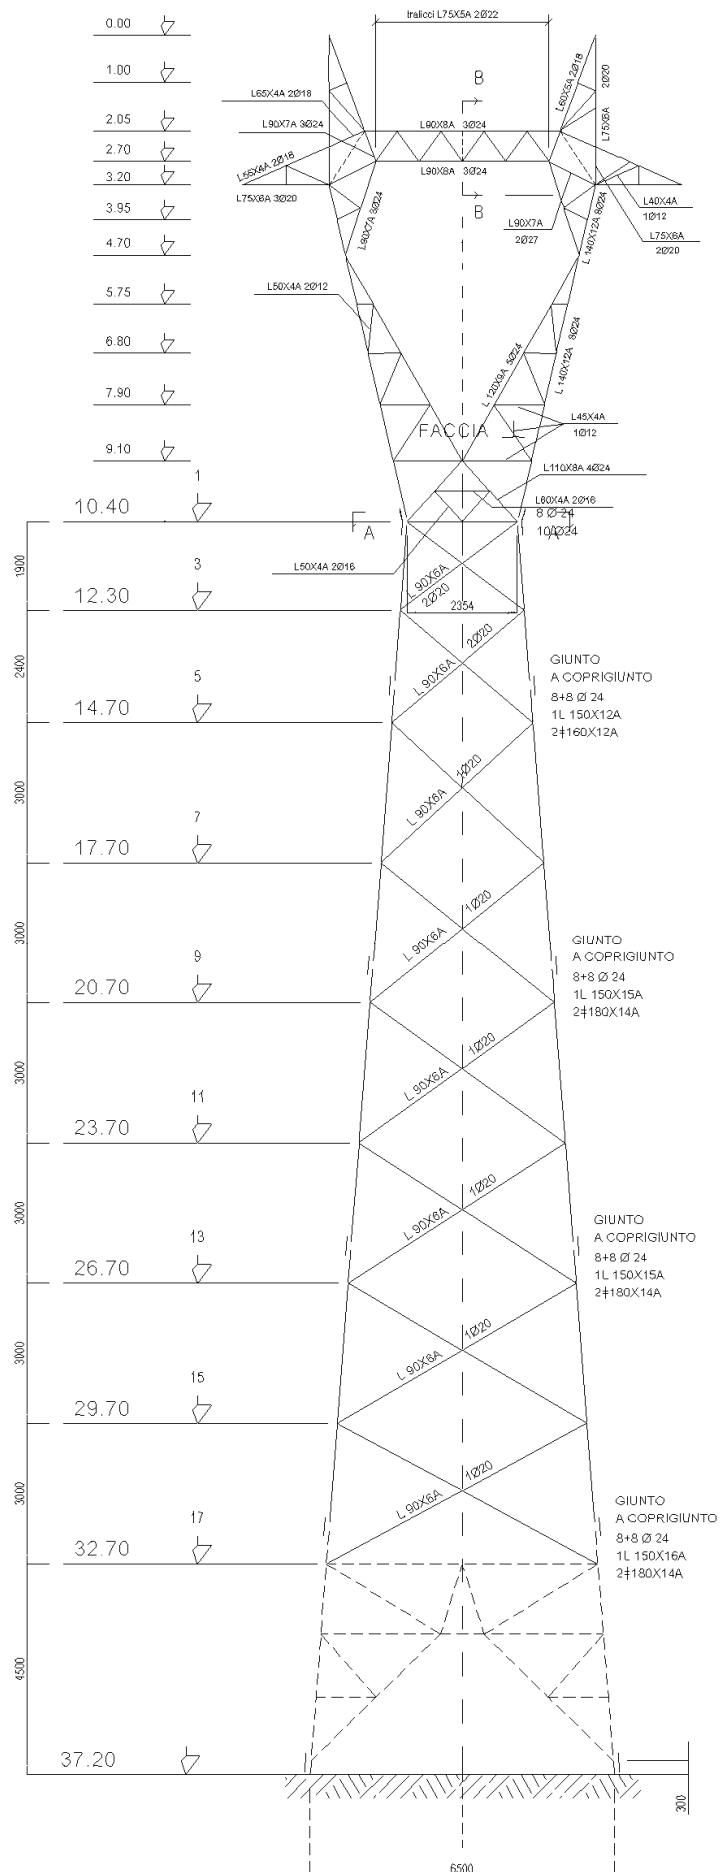 0.00
tralicci L75X5A 2Ø22
1.00
B
L60X5A 2Ø18
2Ø20
L65X4A 2Ø18
L75X6A
2.05
L90X7A 3Ø24
L90X8A 3Ø24
2.70
L55X4A 2Ø18
L90X8A 3Ø24
3.20
L75X6A 3Ø20
L40X4A
1Ø12
3.95
L90X7A 3Ø24
B
L90X7A
2Ø27
L 140X12A 8Ø24
L75X6A
2Ø20
4.70
5.75
L50X4A 2Ø12
6.80
L 120X9A 5Ø24
L 140X12A 8Ø24
7.90
L45X4A
1Ø12
FACCIA
9.10
L110X8A 4Ø24
1
L60X4A 2Ø16
10.40
A
A
8 Ø 24
10Ø24
1900
3
L50X4A 2Ø16
L 90X6A
2Ø20
12.30
2354
2400
5
L 90X6A
2Ø20
GIUNTO
A COPRIGIUNTO
8+8 Ø 24
1L 150X12A
2‡160X12A
14.70
3000
7
L 90X6A
1Ø20
17.70
3000
9
L 90X6A
1Ø20
GIUNTO
A COPRIGIUNTO
8+8 Ø 24
1L 150X15A
2‡180X14A
20.70
3000
11
L 90X6A
1Ø20
23.70
3000
13
L 90X6A
1Ø20
GIUNTO
A COPRIGIUNTO
8+8 Ø 24
1L 150X15A
2‡180X14A
26.70
3000
15
L 90X6A
1Ø20
29.70
3000
17
L 90X6A
1Ø20
GIUNTO
A COPRIGIUNTO
8+8 Ø 24
1L 150X16A
2‡180X14A
32.70
4500
37.20
300
6500